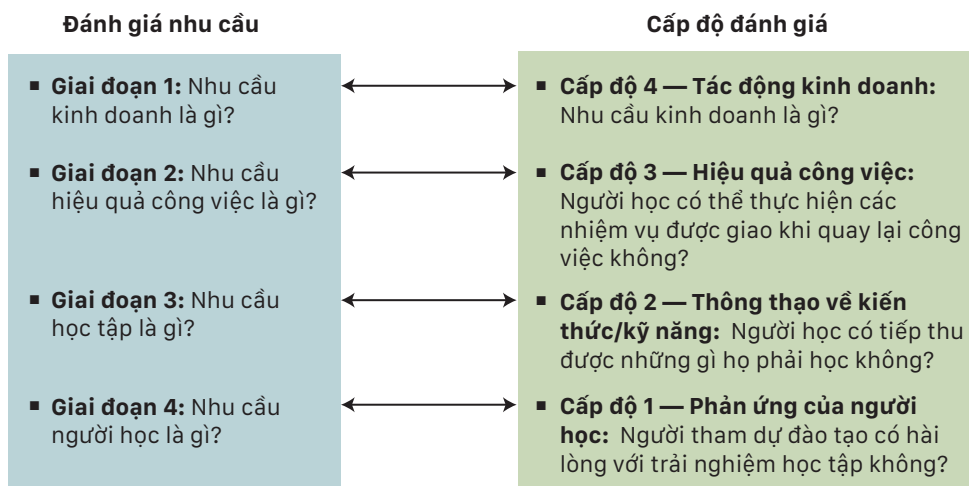 Đánh giá nhu cầu
▪ Giai đoạn 1: Nhu cầu
kinh doanh là gì?
▪ Giai đoạn 2: Nhu cầu
hiệu quả công việc là gì?
▪ Giai đoạn 3: Nhu cầu
học tập là gì?
▪ Giai đoạn 4: Nhu cầu
người học là gì?
Cấp độ đánh giá
▪ Cấp độ 4 — Tác động kinh doanh:
Nhu cầu kinh doanh là gì?
▪ Cấp độ 3 — Hiệu quả công việc:
Người học có thể thực hiện các
nhiệm vụ được giao khi quay lại công
việc không?
▪ Cấp độ 2 — Thông thạo về kiến
thức/kỹ năng: Người học có tiếp thu
được những gì họ phải học không?
▪ Cấp độ 1 — Phản ứng của người
học: Người tham dự đào tạo có hài
lòng với trải nghiệm học tập không?